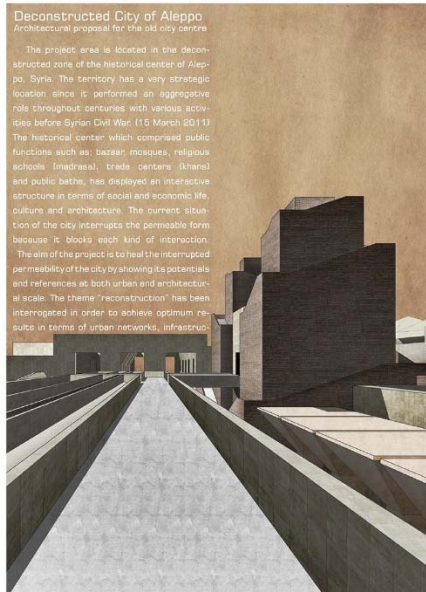 Deconstructed City of Aleppo
Architectural proposal for the old city centre
The project area is located in the decon-
structed zone of the historical center of Alep-
po, Syria. The territory has a very strategic
location since it performed an aggregative
role throughout centuries with various activ-
ities before Syrian Civil War. (15 March 2011)
The historical center which comprised public
functions such as; bazaar, mosques, religious
schools (madrasa), trade centers (khans)
and public baths, has displayed an interactive
structure in terms of social and economic life,
culture and architecture. The current situa-
tion of the city interrupts the permeable form
because it blocks each kind of interaction.
The aim of the project is to heal the interrupted
permeability of the city by showing its potentials
and references at both urban and architectur-
al scale. The theme "reconstruction" has been
interrogated in order to achieve optimum re-
sults in terms of urban networks, infrastruc-